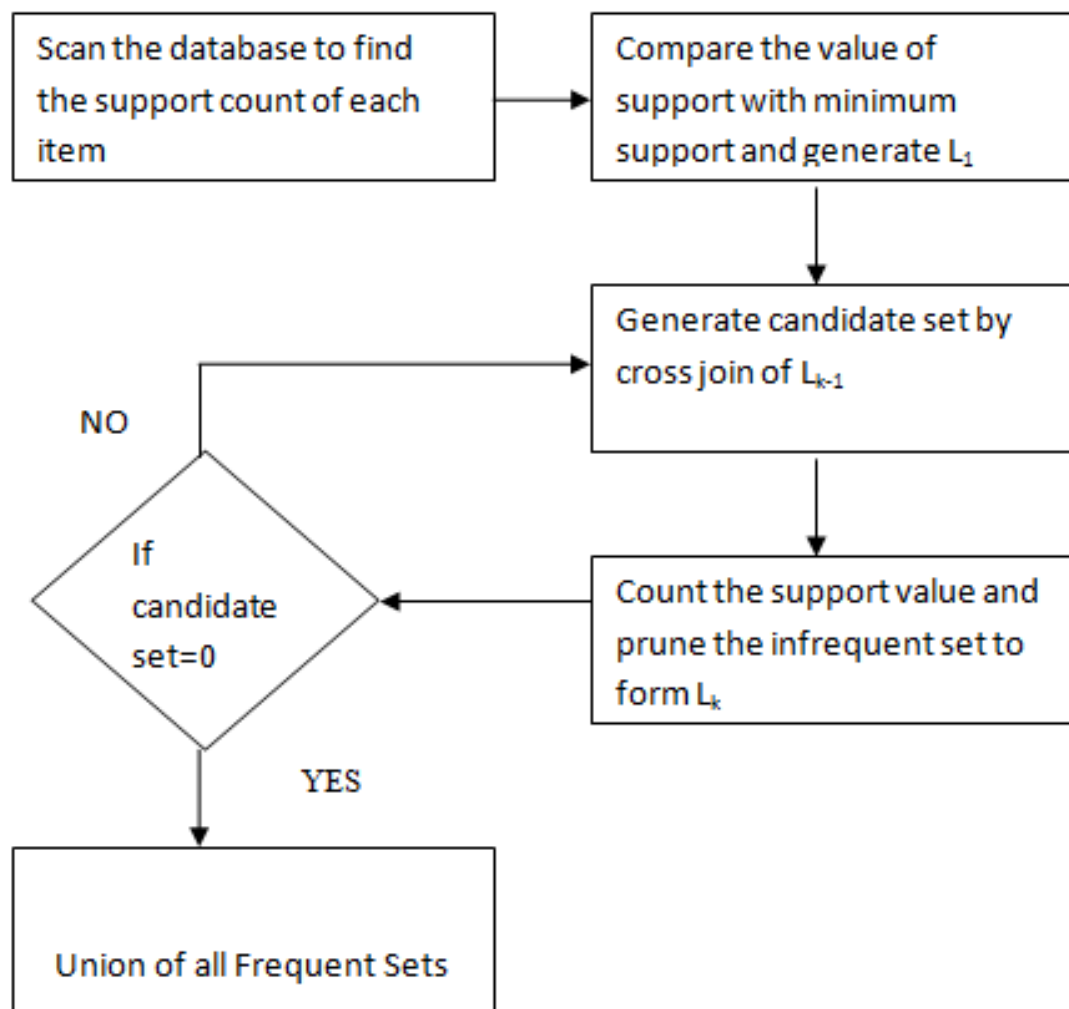 Scan the database to find
the support count of each
item
Compare the value of
support with minimum
support and generate L₁
Generate candidate set by
cross join of Lₖ₋₁
NO
If
candidate
set=0
Count the support value and
prune the infrequent set to
form Lₖ
YES
Union of all Frequent Sets